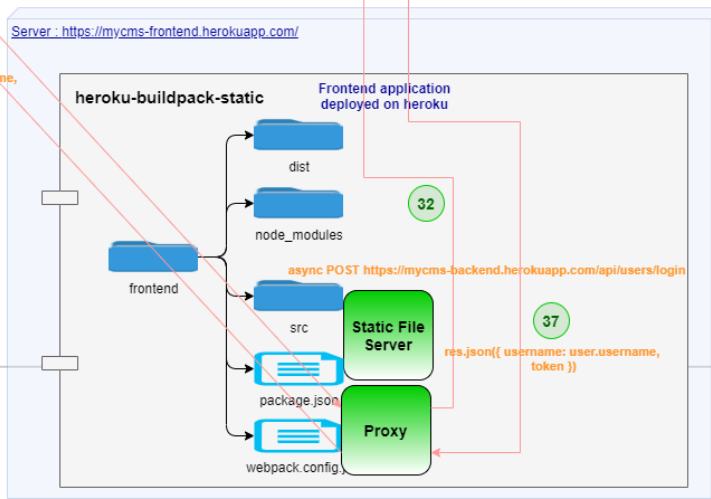 Server : https://mycms-frontend.herokuapp.com/
heroku-buildpack-static
Frontend application
deployed on heroku
dist
node_modules
32
frontend
async POST https://mycms-backend.herokuapp.com/api/users/login
src
Static File
Server
37
res.json({ username: user.username,
token })
package.json
Proxy
webpack.config.j